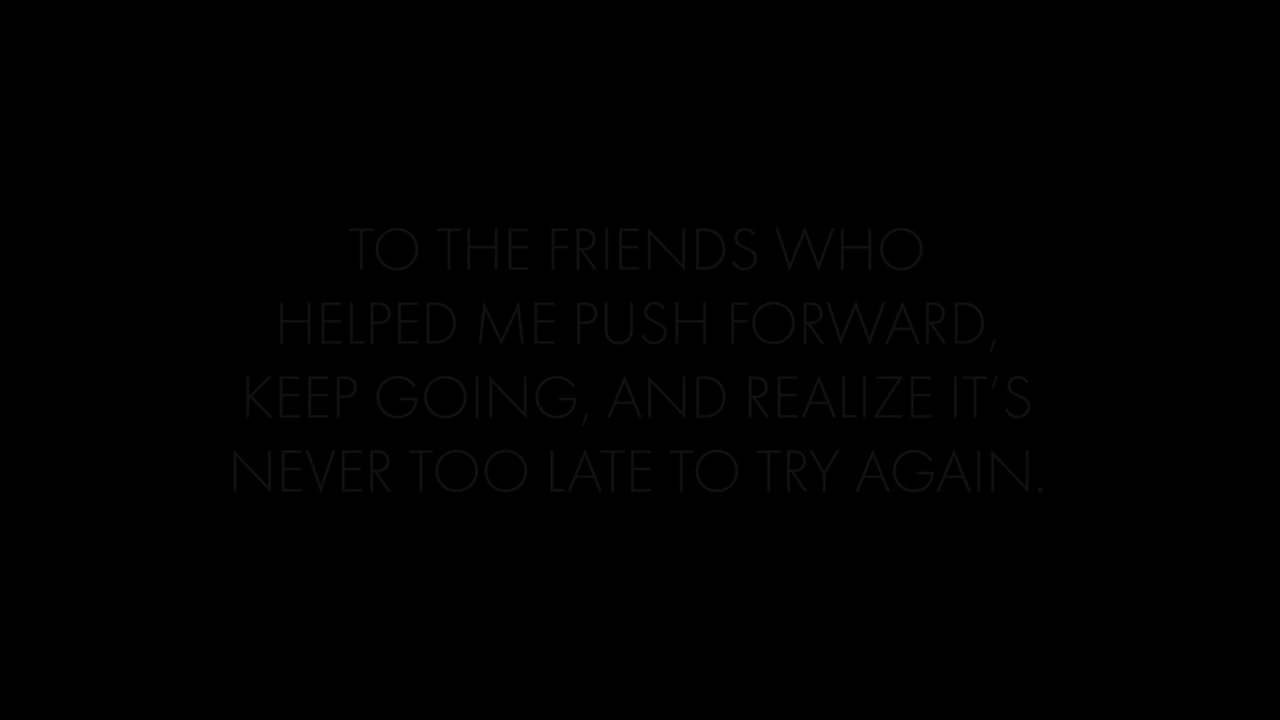 TO THE FRIENDS WHO
HELPED ME PUSH FORWARD,
KEEP GOING, AND REALIZE IT’S
NEVER TOO LATE TO TRY AGAIN.